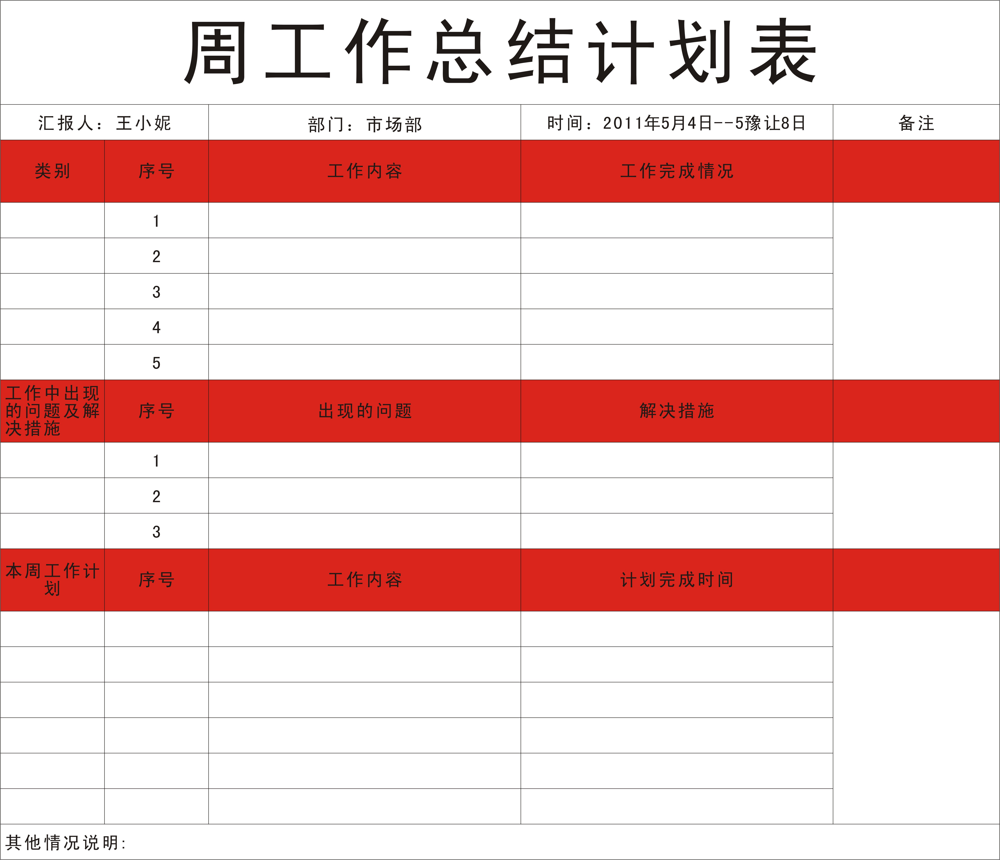 周工作总结计划表
汇报人：王小妮 部门：市场部 时间：2011年5月4日--5豫让8日 备注
类别 序号 工作内容 工作完成情况
1
2
3
4
5
工作中出现
的问题及解
决措施
序号 出现的问题 解决措施
1
2
3
本周工作计
划
序号 工作内容 计划完成时间
其他情况说明: